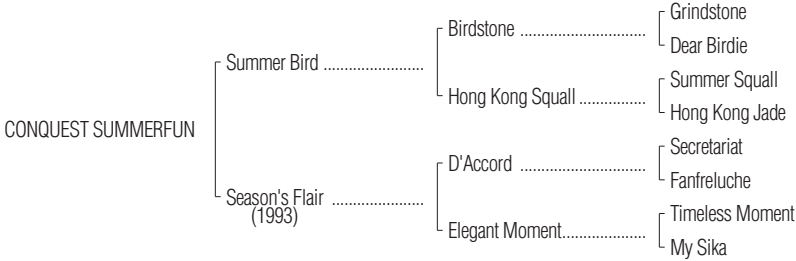 Grindstone
Birdstone ..............................
Dear Birdie
Summer Bird ........................
Summer Squall
Hong Kong Squall ................
Hong Kong Jade
CONQUEST SUMMERFUN
Secretariat
D'Accord ..............................
Fanfreluche
Season's Flair ......................
(1993)
Timeless Moment
Elegant Moment....................
My Sika